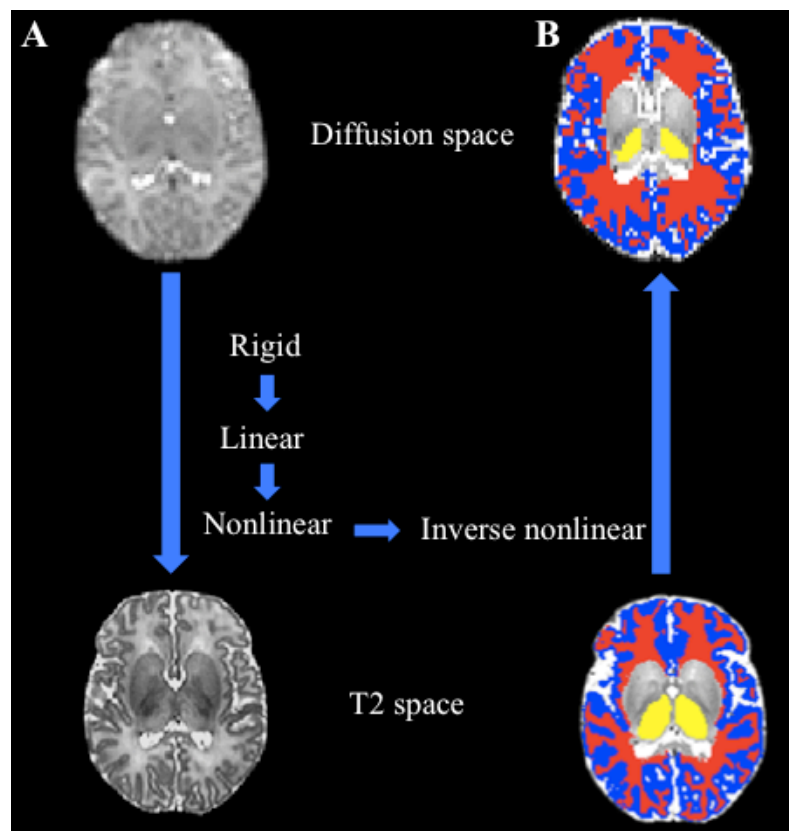 A
B
Diffusion space
Rigid
Linear
Nonlinear
Inverse nonlinear
T2 space